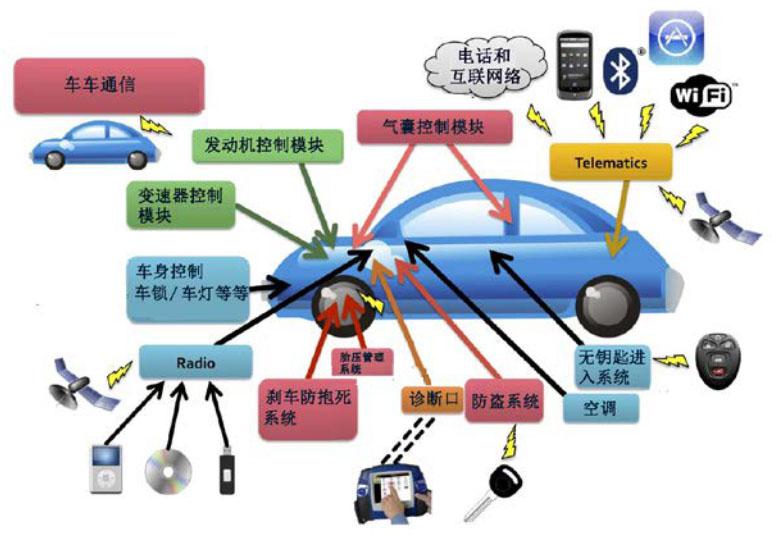 电话和
互联网络
WiFi
车车通信
发动机控制模块
气囊控制模块
Telematics
变速器控制
模块
车身控制
车锁/车灯等等
Radio
胎压管理
系统
刹车防抱死
系统
诊断口
防盗系统
无钥匙进
入系统
空调